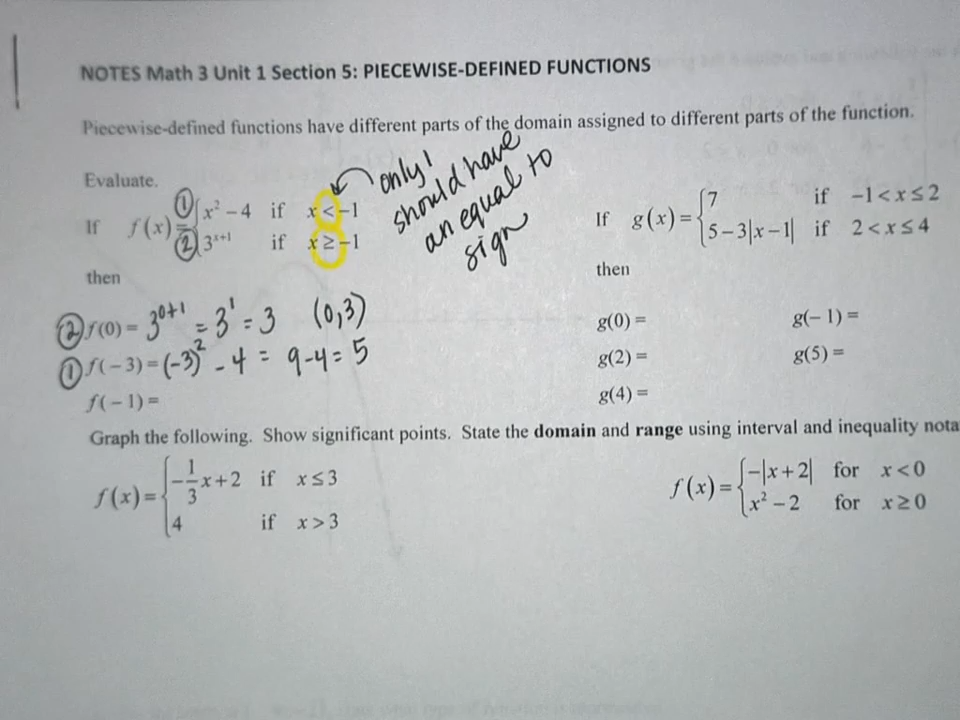 NOTES Math 3 Unit 1 Section 5: PIECEWISE-DEFINED FUNCTIONS
Piecewise-defined functions have different parts of the domain assigned to different parts of the function.
Evaluate.
If f(x) = { ① x² − 4 if x < −1
② 3ˣ⁺¹ if x ≥ −1
only 1
should have
an equal to
sign
then
② f(0) = 3⁰⁺¹ = 3¹ = 3 (0,3)
① f(−3) = (−3)² − 4 = 9−4 = 5
f(−1) =
If g(x) = { 7 if −1 < x ≤ 2
5 − 3|x − 1| if 2 < x ≤ 4
then
g(0) = g(−1) =
g(2) = g(5) =
g(4) =
Graph the following. Show significant points. State the domain and range using interval and inequality nota
f(x) = { −1/3 x + 2 if x ≤ 3
4 if x > 3
f(x) = { −|x + 2| for x < 0
x² − 2 for x ≥ 0